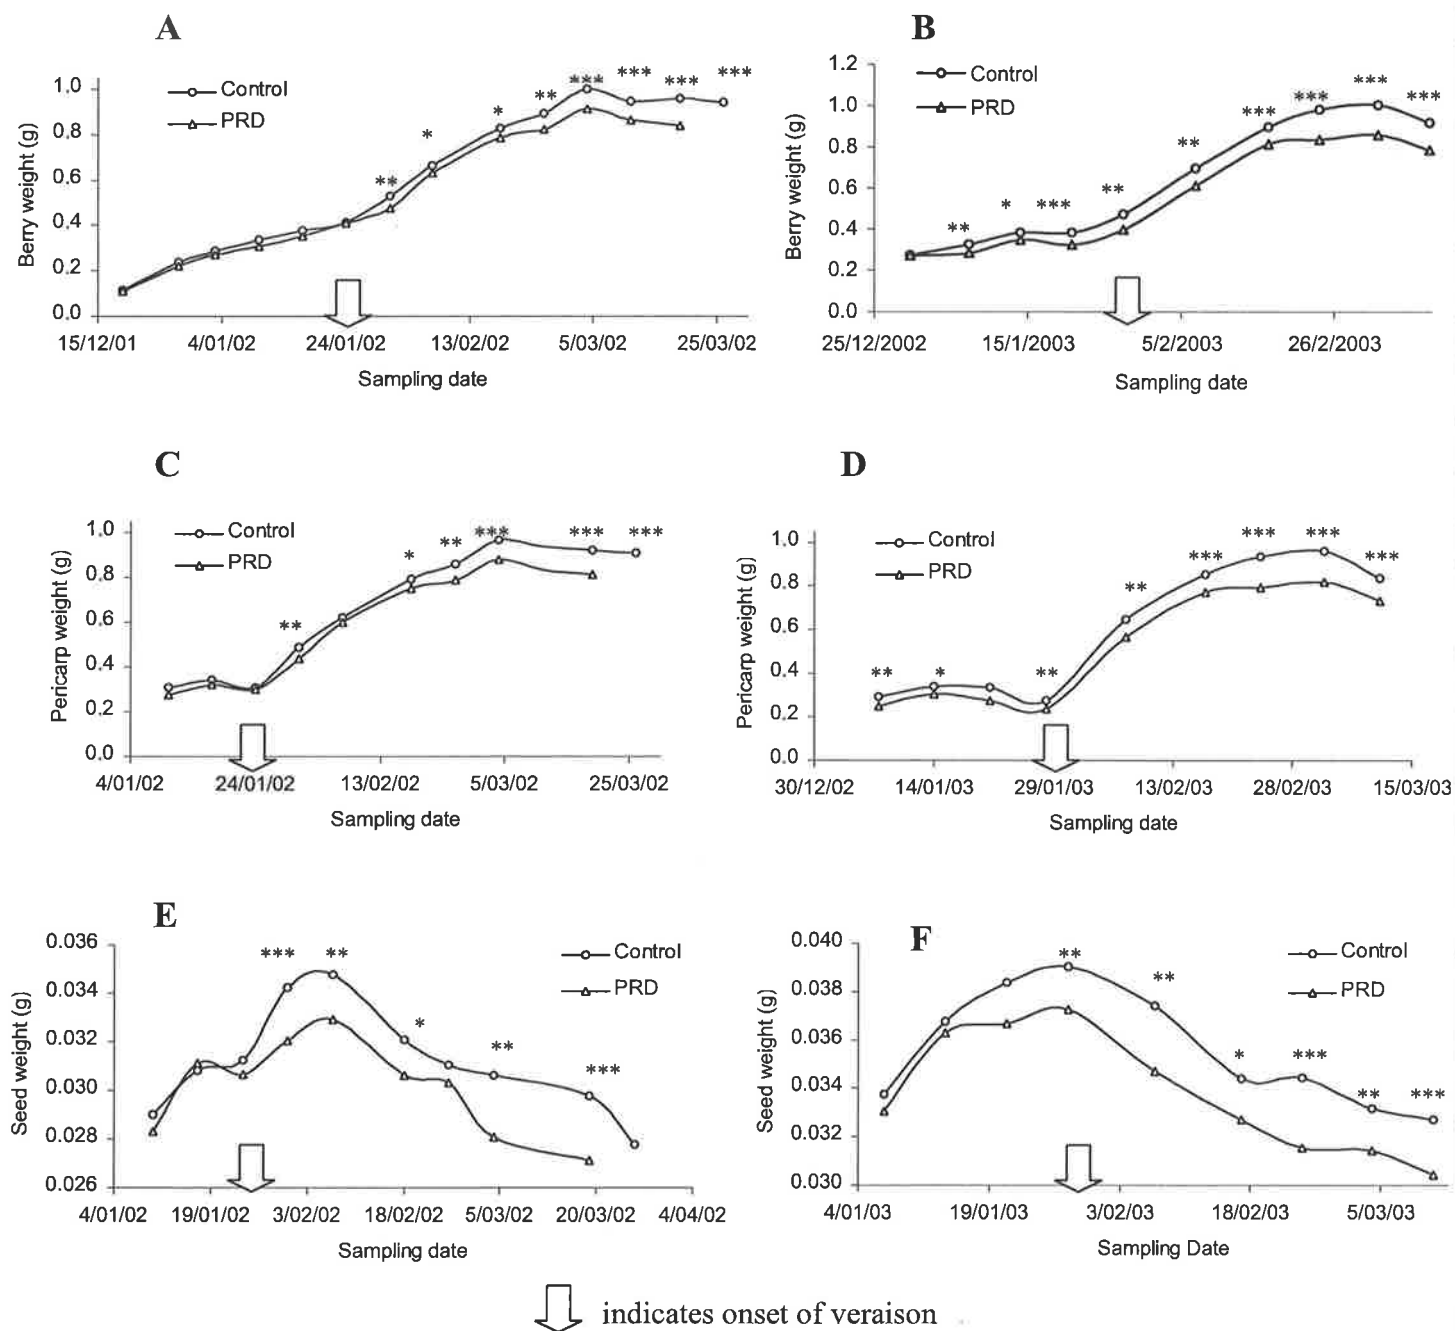 A
Control
PRD
* * ** *** *** *** ***
**
1.0
0.8
0.6
0.4
0.2
0.0
Berry weight (g)
15/12/01 4/01/02 24/01/02 13/02/02 5/03/02 25/03/02
Sampling date
B
Control
PRD
** * *** ** ** *** *** *** ***
1.2
1.0
0.8
0.6
0.4
0.2
0.0
Berry weight (g)
25/12/2002 15/1/2003 5/2/2003 26/2/2003
Sampling date
C
Control
PRD
** * ** *** *** ***
1.0
0.8
0.6
0.4
0.2
0.0
Pericarp weight (g)
4/01/02 24/01/02 13/02/02 5/03/02 25/03/02
Sampling date
D
Control
PRD
** * ** ** *** *** *** ***
1.0
0.8
0.6
0.4
0.2
0.0
Pericarp weight (g)
30/12/02 14/01/03 29/01/03 13/02/03 28/02/03 15/03/03
Sampling date
E
Control
PRD
*** ** * ** ***
0.036
0.034
0.032
0.030
0.028
0.026
Seed weight (g)
4/01/02 19/01/02 3/02/02 18/02/02 5/03/02 20/03/02 4/04/02
Sampling date
F
Control
PRD
** ** * *** ** ***
0.040
0.038
0.036
0.034
0.032
0.030
Seed weight (g)
4/01/03 19/01/03 3/02/03 18/02/03 5/03/03
Sampling Date
indicates onset of veraison